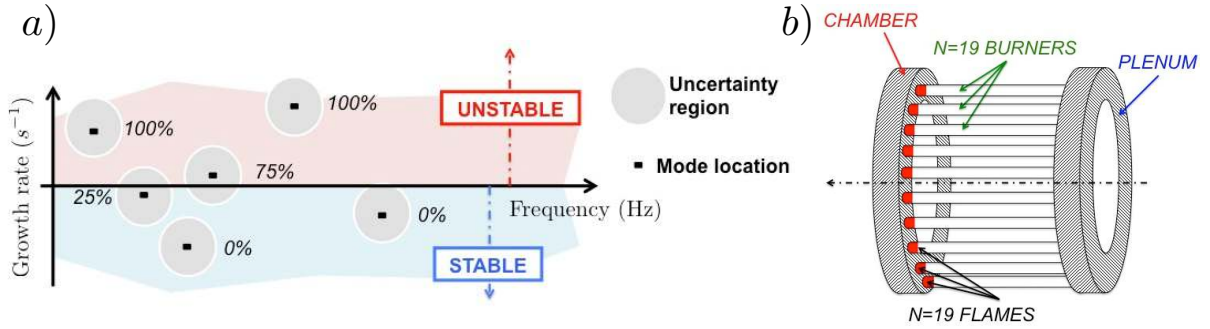 a)
Growth rate (s⁻¹)
100%
100%
75%
25%
0%
0%
UNSTABLE
STABLE
Frequency (Hz)
Uncertainty
region
Mode location
b)
CHAMBER
N=19 BURNERS
PLENUM
N=19 FLAMES